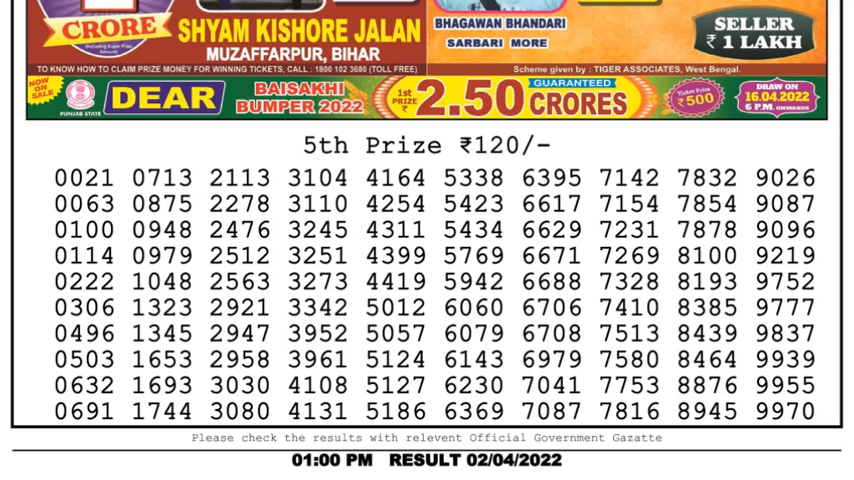 CRORE
(Including Super Prize Amount)
SHYAM KISHORE JALAN
MUZAFFARPUR, BIHAR
BHAGAWAN BHANDARI
SARBARI MORE
SELLER
₹ 1 LAKH
TO KNOW HOW TO CLAIM PRIZE MONEY FOR WINNING TICKETS, CALL : 1800 102 3680 (TOLL FREE)
Scheme given by : TIGER ASSOCIATES, West Bengal.
NOW ON SALE
PUNJAB STATE
DEAR
BAISAKHI
BUMPER 2022
1st PRIZE ₹
2.50
GUARANTEED
CRORES
Ticket Price
₹500
DRAW ON
16.04.2022
6 P.M. ONWARDS
5th Prize ₹120/-
0021 0713 2113 3104 4164 5338 6395 7142 7832 9026
0063 0875 2278 3110 4254 5423 6617 7154 7854 9087
0100 0948 2476 3245 4311 5434 6629 7231 7878 9096
0114 0979 2512 3251 4399 5769 6671 7269 8100 9219
0222 1048 2563 3273 4419 5942 6688 7328 8193 9752
0306 1323 2921 3342 5012 6060 6706 7410 8385 9777
0496 1345 2947 3952 5057 6079 6708 7513 8439 9837
0503 1653 2958 3961 5124 6143 6979 7580 8464 9939
0632 1693 3030 4108 5127 6230 7041 7753 8876 9955
0691 1744 3080 4131 5186 6369 7087 7816 8945 9970
Please check the results with relevent Official Government Gazatte
01:00 PM RESULT 02/04/2022